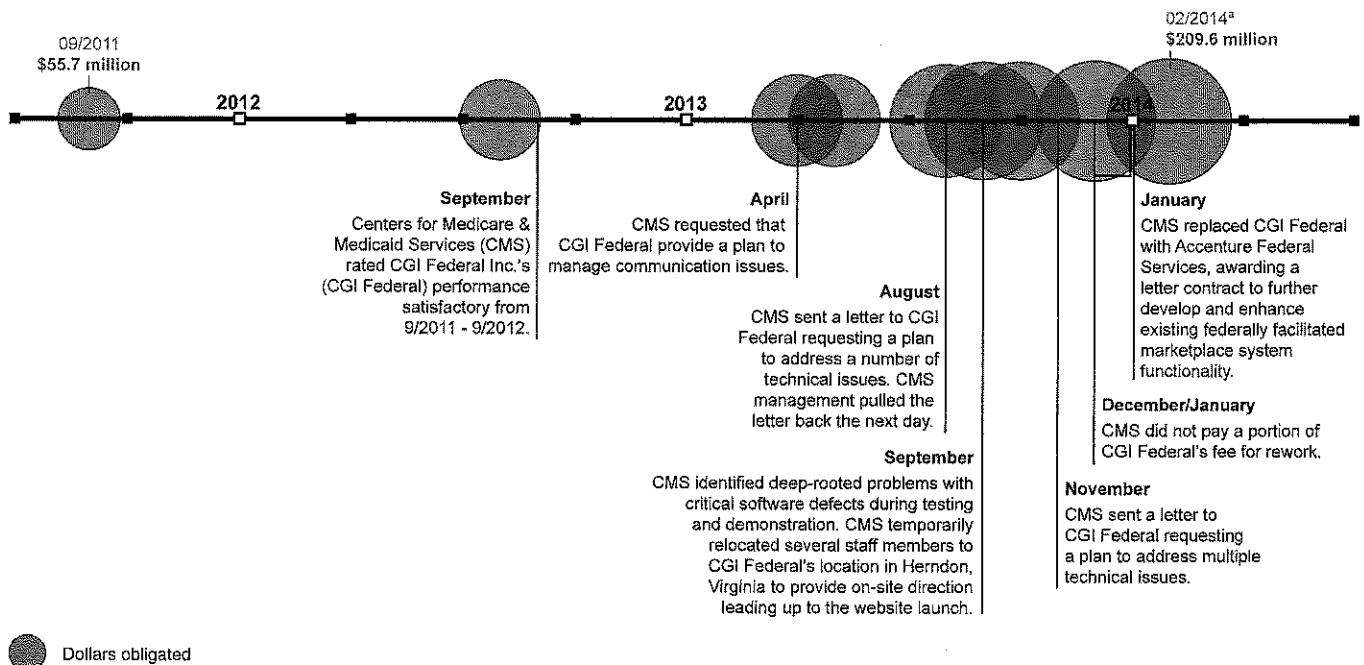 09/2011
$55.7 million
02/2014ª
$209.6 million
2012
2013
2014
September
Centers for Medicare &
Medicaid Services (CMS)
rated CGI Federal Inc.'s
(CGI Federal) performance
satisfactory from
9/2011 - 9/2012.
April
CMS requested that
CGI Federal provide a plan to
manage communication issues.
August
CMS sent a letter to CGI
Federal requesting a plan
to address a number of
technical issues. CMS
management pulled the
letter back the next day.
September
CMS identified deep-rooted problems with
critical software defects during testing
and demonstration. CMS temporarily
relocated several staff members to
CGI Federal's location in Herndon,
Virginia to provide on-site direction
leading up to the website launch.
January
CMS replaced CGI Federal
with Accenture Federal
Services, awarding a
letter contract to further
develop and enhance
existing federally facilitated
marketplace system
functionality.
December/January
CMS did not pay a portion of
CGI Federal's fee for rework.
November
CMS sent a letter to
CGI Federal requesting
a plan to address multiple
technical issues.
Dollars obligated